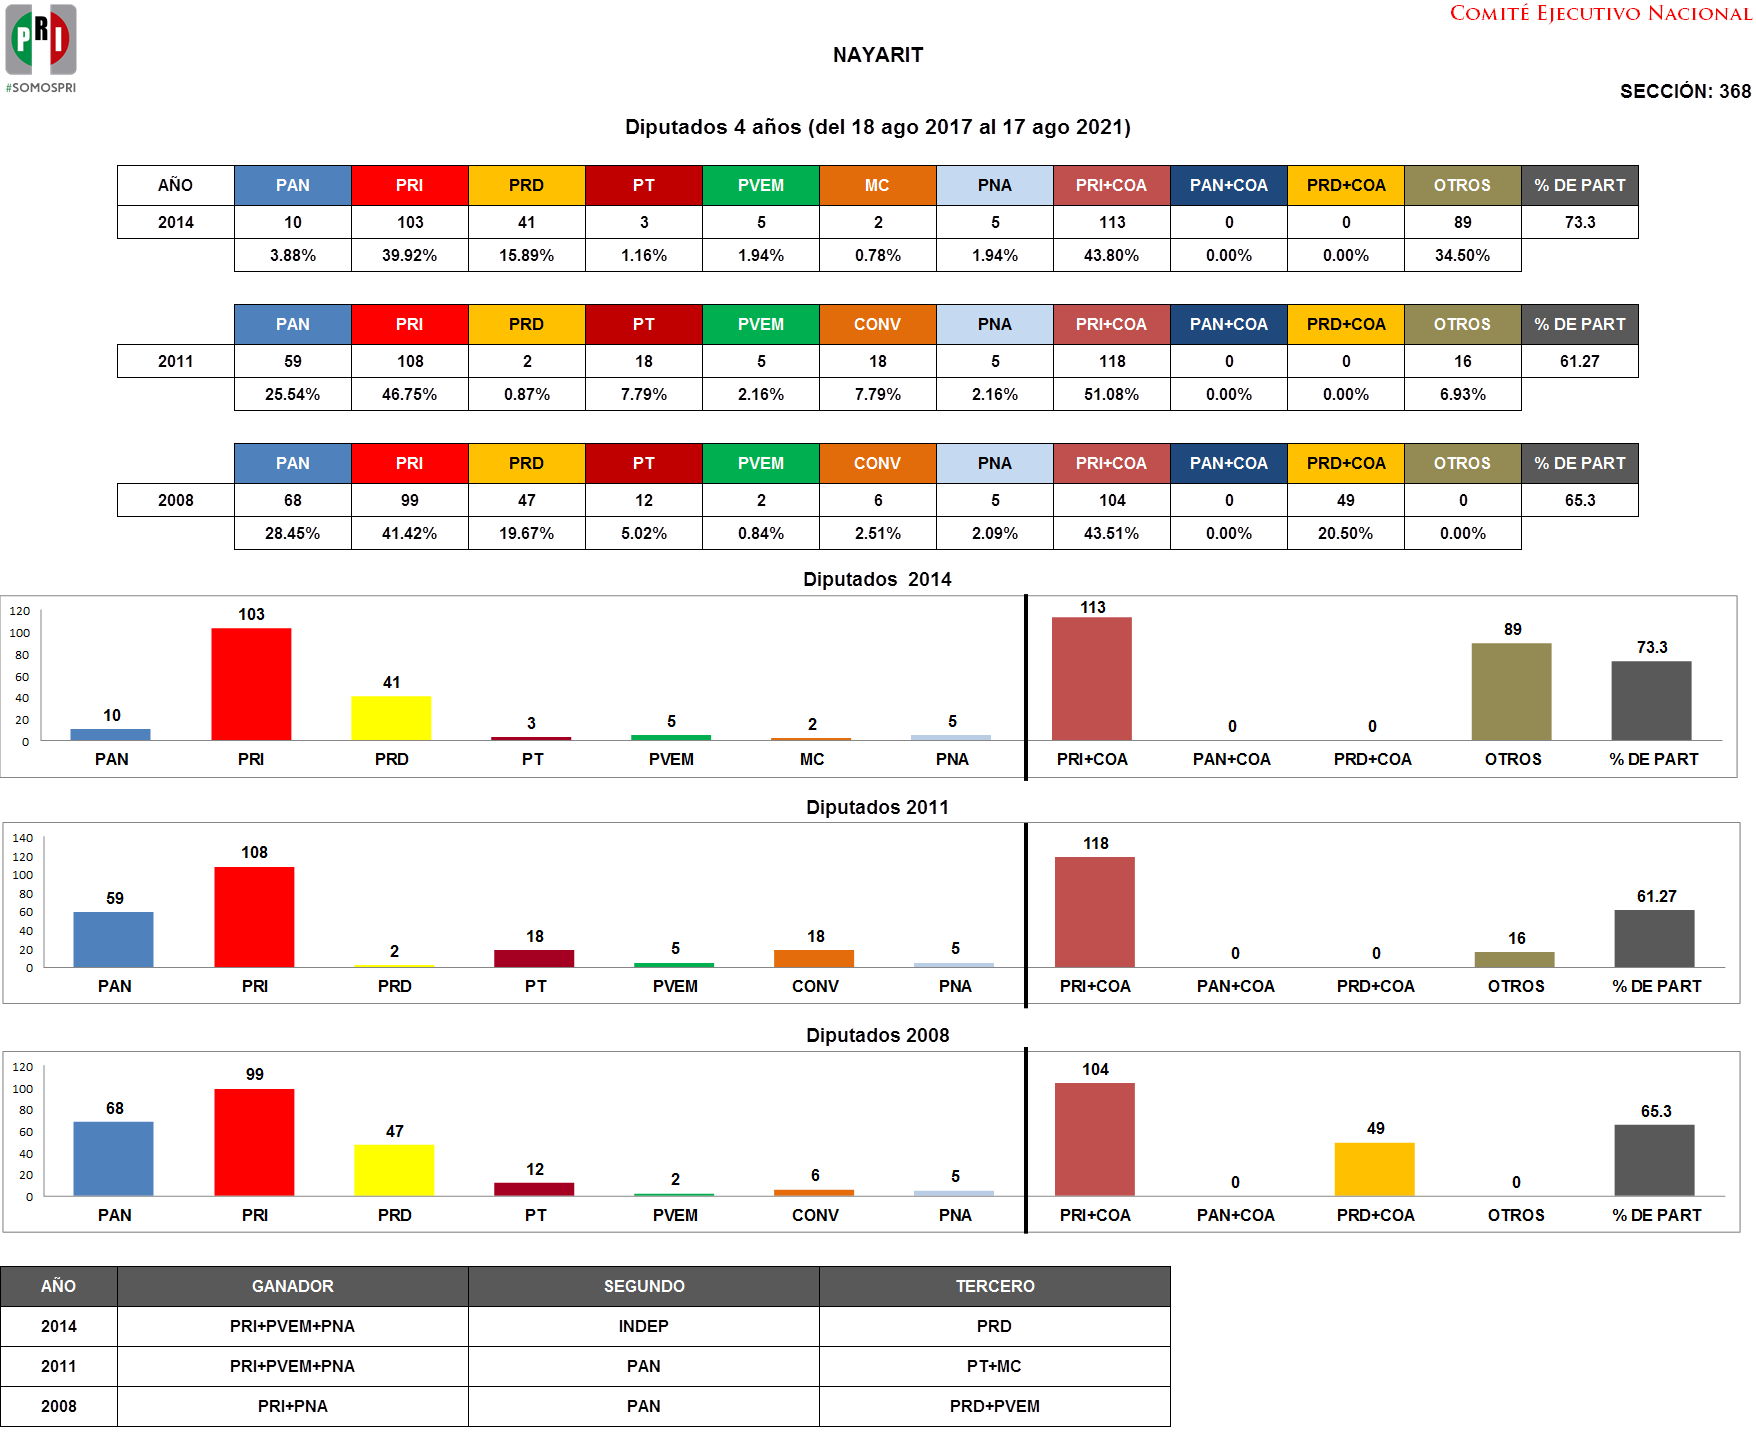 PRI
#SOMOSPRI
COMITÉ EJECUTIVO NACIONAL
NAYARIT
SECCIÓN: 368
Diputados 4 años (del 18 ago 2017 al 17 ago 2021)
AÑO PAN PRI PRD PT PVEM MC PNA PRI+COA PAN+COA PRD+COA OTROS % DE PART
2014 10 103 41 3 5 2 5 113 0 0 89 73.3
3.88% 39.92% 15.89% 1.16% 1.94% 0.78% 1.94% 43.80% 0.00% 0.00% 34.50%
PAN PRI PRD PT PVEM CONV PNA PRI+COA PAN+COA PRD+COA OTROS % DE PART
2011 59 108 2 18 5 18 5 118 0 0 16 61.27
25.54% 46.75% 0.87% 7.79% 2.16% 7.79% 2.16% 51.08% 0.00% 0.00% 6.93%
PAN PRI PRD PT PVEM CONV PNA PRI+COA PAN+COA PRD+COA OTROS % DE PART
2008 68 99 47 12 2 6 5 104 0 49 0 65.3
28.45% 41.42% 19.67% 5.02% 0.84% 2.51% 2.09% 43.51% 0.00% 20.50% 0.00%
Diputados 2014
120
100
80
60
40
20
0
10 103 41 3 5 2 5 113 0 0 89 73.3
PAN PRI PRD PT PVEM MC PNA PRI+COA PAN+COA PRD+COA OTROS % DE PART
Diputados 2011
140
120
100
80
60
40
20
0
59 108 2 18 5 18 5 118 0 0 16 61.27
PAN PRI PRD PT PVEM CONV PNA PRI+COA PAN+COA PRD+COA OTROS % DE PART
Diputados 2008
120
100
80
60
40
20
0
68 99 47 12 2 6 5 104 0 49 0 65.3
PAN PRI PRD PT PVEM CONV PNA PRI+COA PAN+COA PRD+COA OTROS % DE PART
AÑO GANADOR SEGUNDO TERCERO
2014 PRI+PVEM+PNA INDEP PRD
2011 PRI+PVEM+PNA PAN PT+MC
2008 PRI+PNA PAN PRD+PVEM